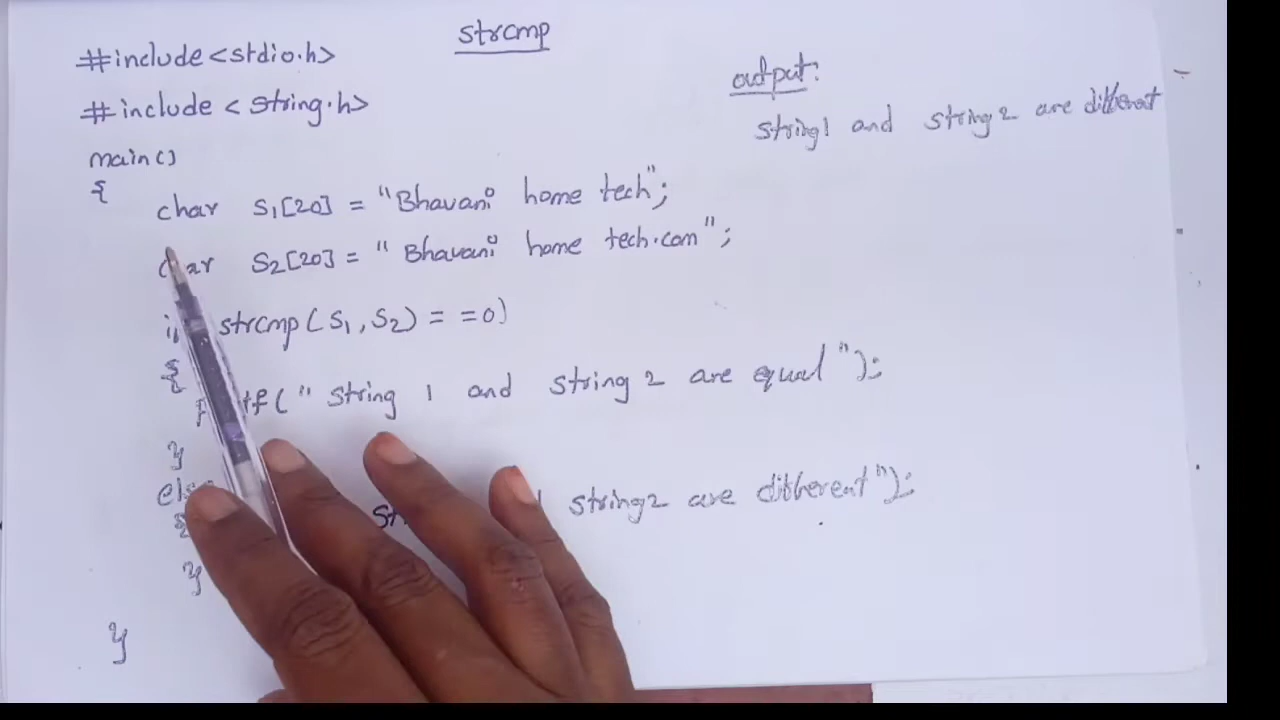 strcmp
#include<stdio.h>
#include < string.h>
main()
{
char S1[20] = "Bhavani home tech";
char S2[20] = "Bhavani home tech.com";
strcmp(S1,S2) = =0)
{
tf(" string 1 and string 2 are equal");
}
else
{
string2 are different");
}
}
output:
string1 and string2 are different